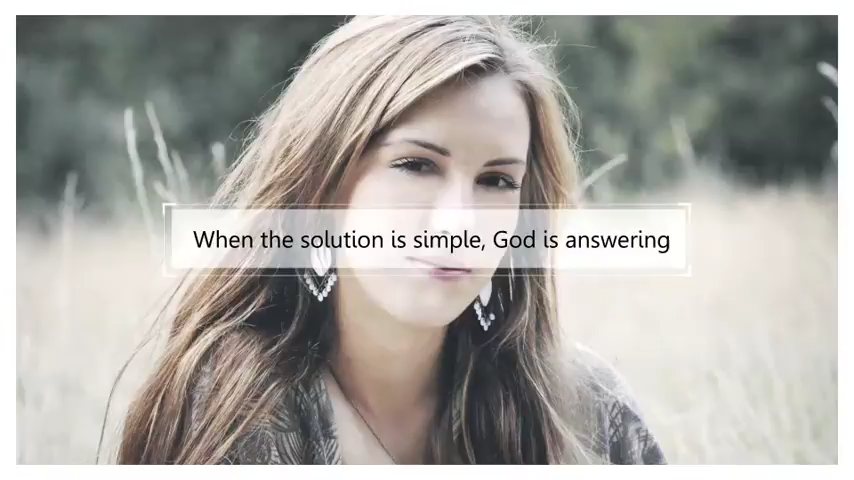 When the solution is simple, God is answering